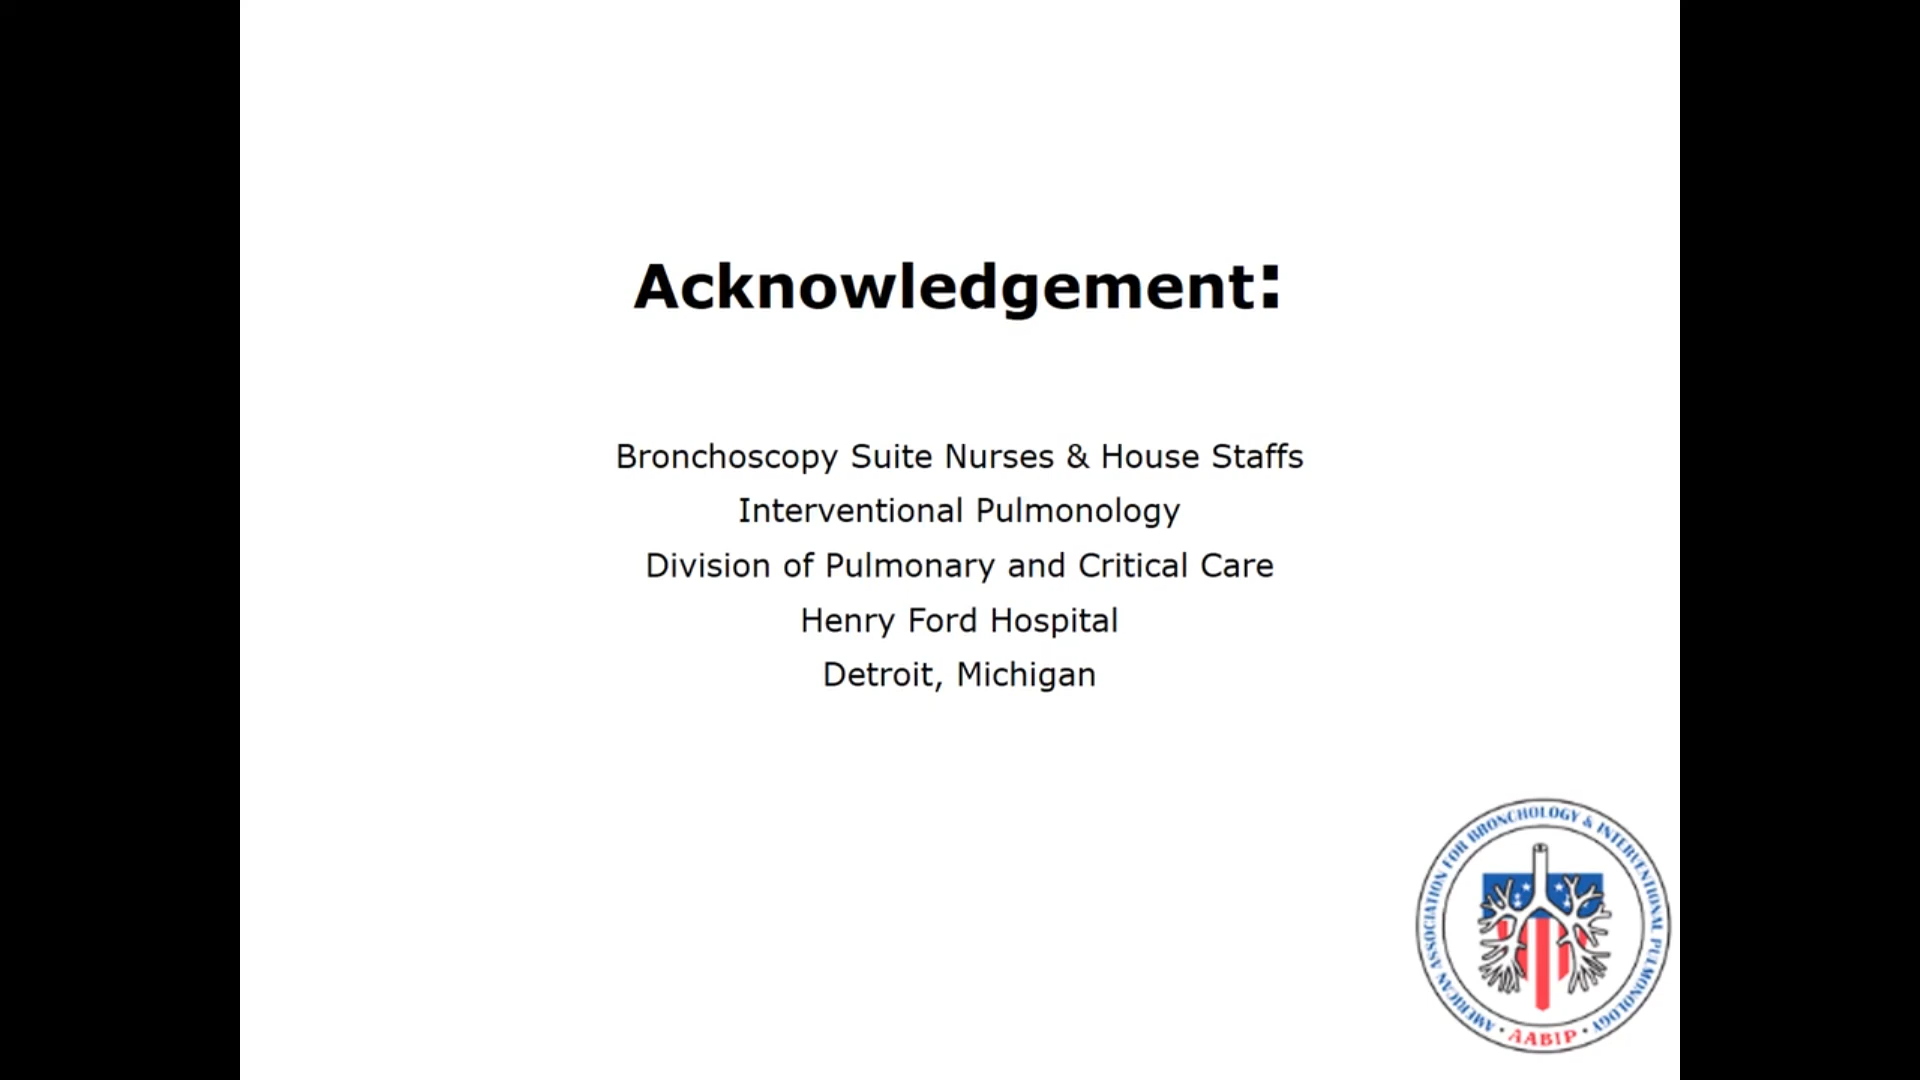 Acknowledgement:
Bronchoscopy Suite Nurses & House Staffs
Interventional Pulmonology
Division of Pulmonary and Critical Care
Henry Ford Hospital
Detroit, Michigan
AMERICAN ASSOCIATION FOR BRONCHOLOGY & INTERVENTIONAL PULMONOLOGY
• AABIP •